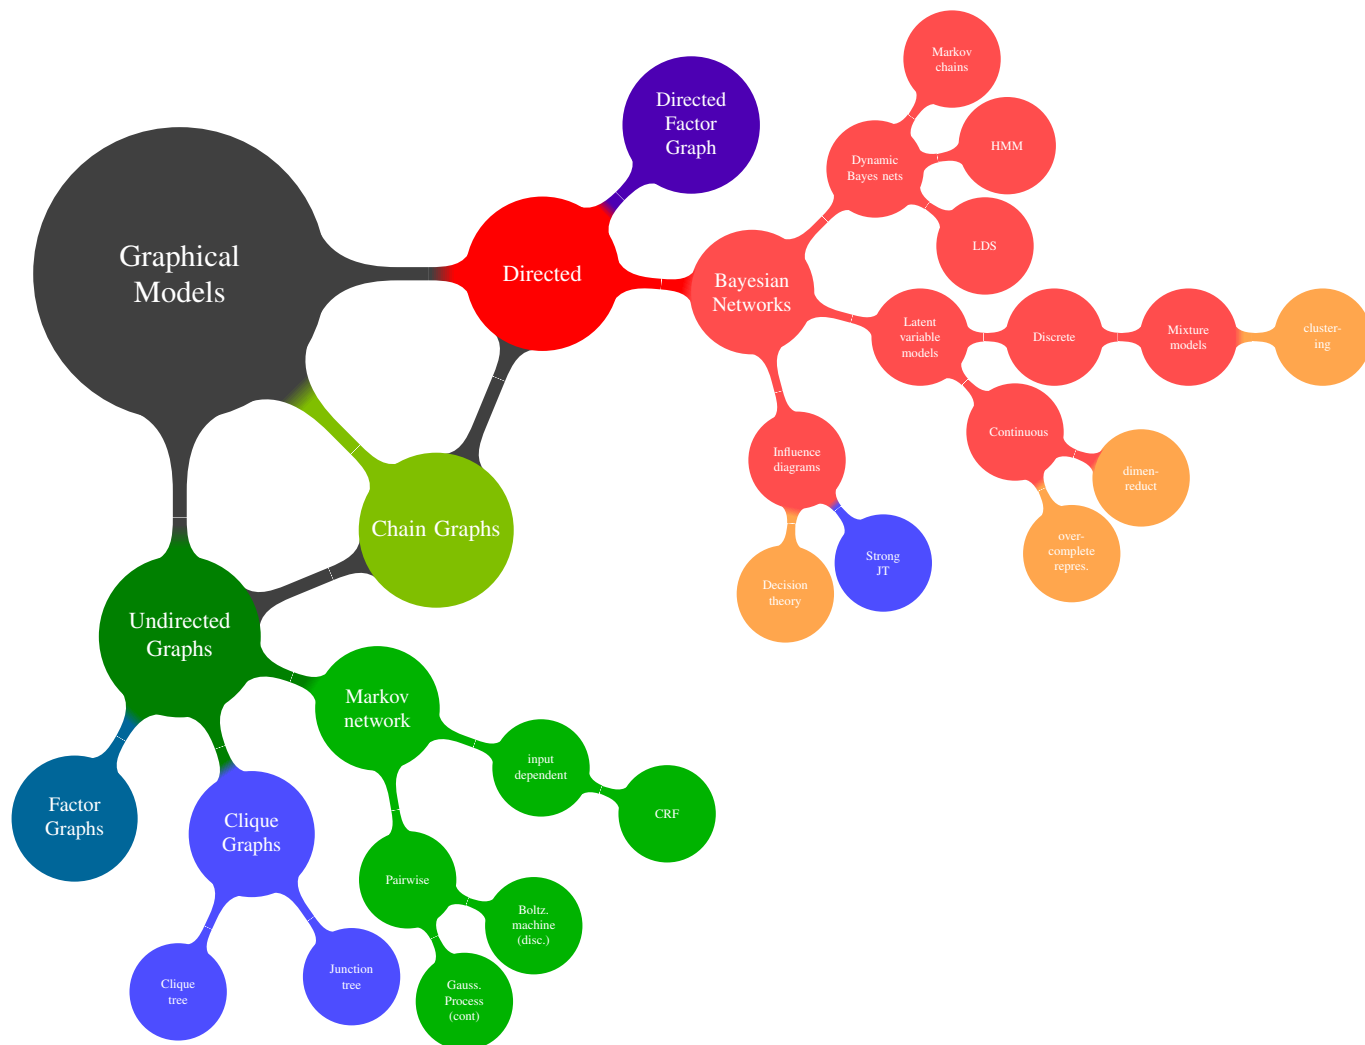 Graphical
Models
Directed
Directed
Factor
Graph
Bayesian
Networks
Dynamic
Bayes nets
Markov
chains
HMM
LDS
Latent
variable
models
Discrete
Mixture
models
cluster-
ing
Continuous
dimen-
reduct
over-
complete
repres.
Influence
diagrams
Strong
JT
Decision
theory
Chain Graphs
Undirected
Graphs
Markov
network
input
dependent
CRF
Pairwise
Boltz.
machine
(disc.)
Gauss.
Process
(cont)
Factor
Graphs
Clique
Graphs
Clique
tree
Junction
tree